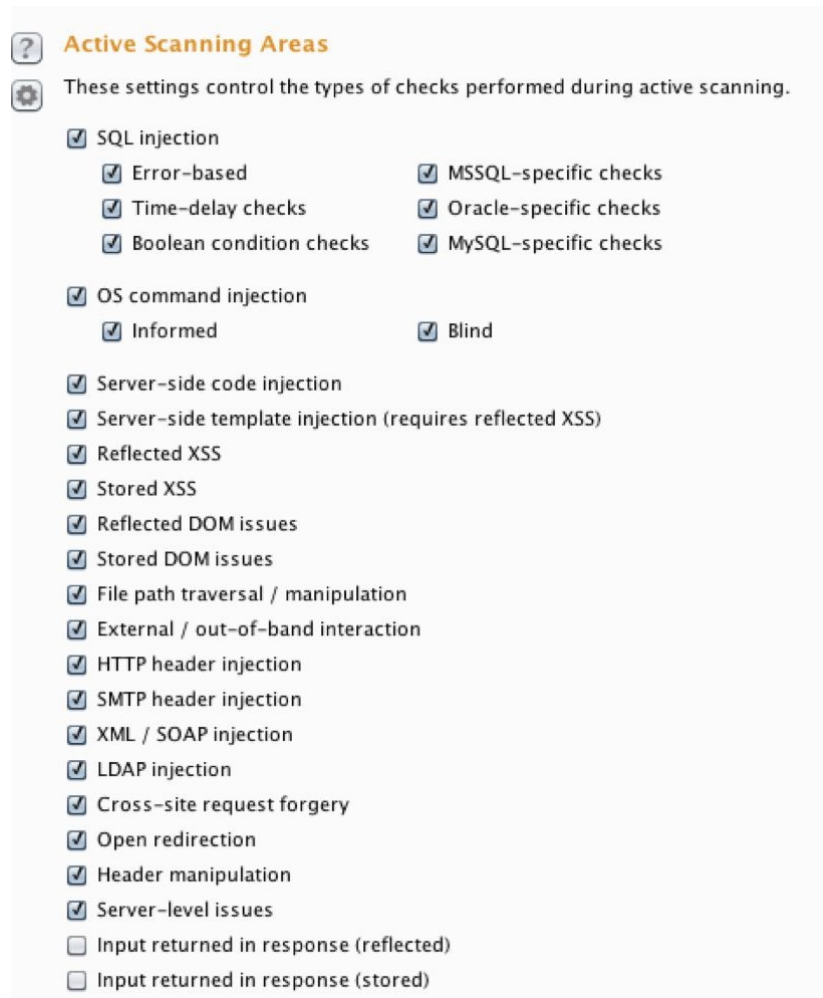 ?
Active Scanning Areas
These settings control the types of checks performed during active scanning.
SQL injection
Error-based
MSSQL-specific checks
Time-delay checks
Oracle-specific checks
Boolean condition checks
MySQL-specific checks
OS command injection
Informed
Blind
Server-side code injection
Server-side template injection (requires reflected XSS)
Reflected XSS
Stored XSS
Reflected DOM issues
Stored DOM issues
File path traversal / manipulation
External / out-of-band interaction
HTTP header injection
SMTP header injection
XML / SOAP injection
LDAP injection
Cross-site request forgery
Open redirection
Header manipulation
Server-level issues
Input returned in response (reflected)
Input returned in response (stored)